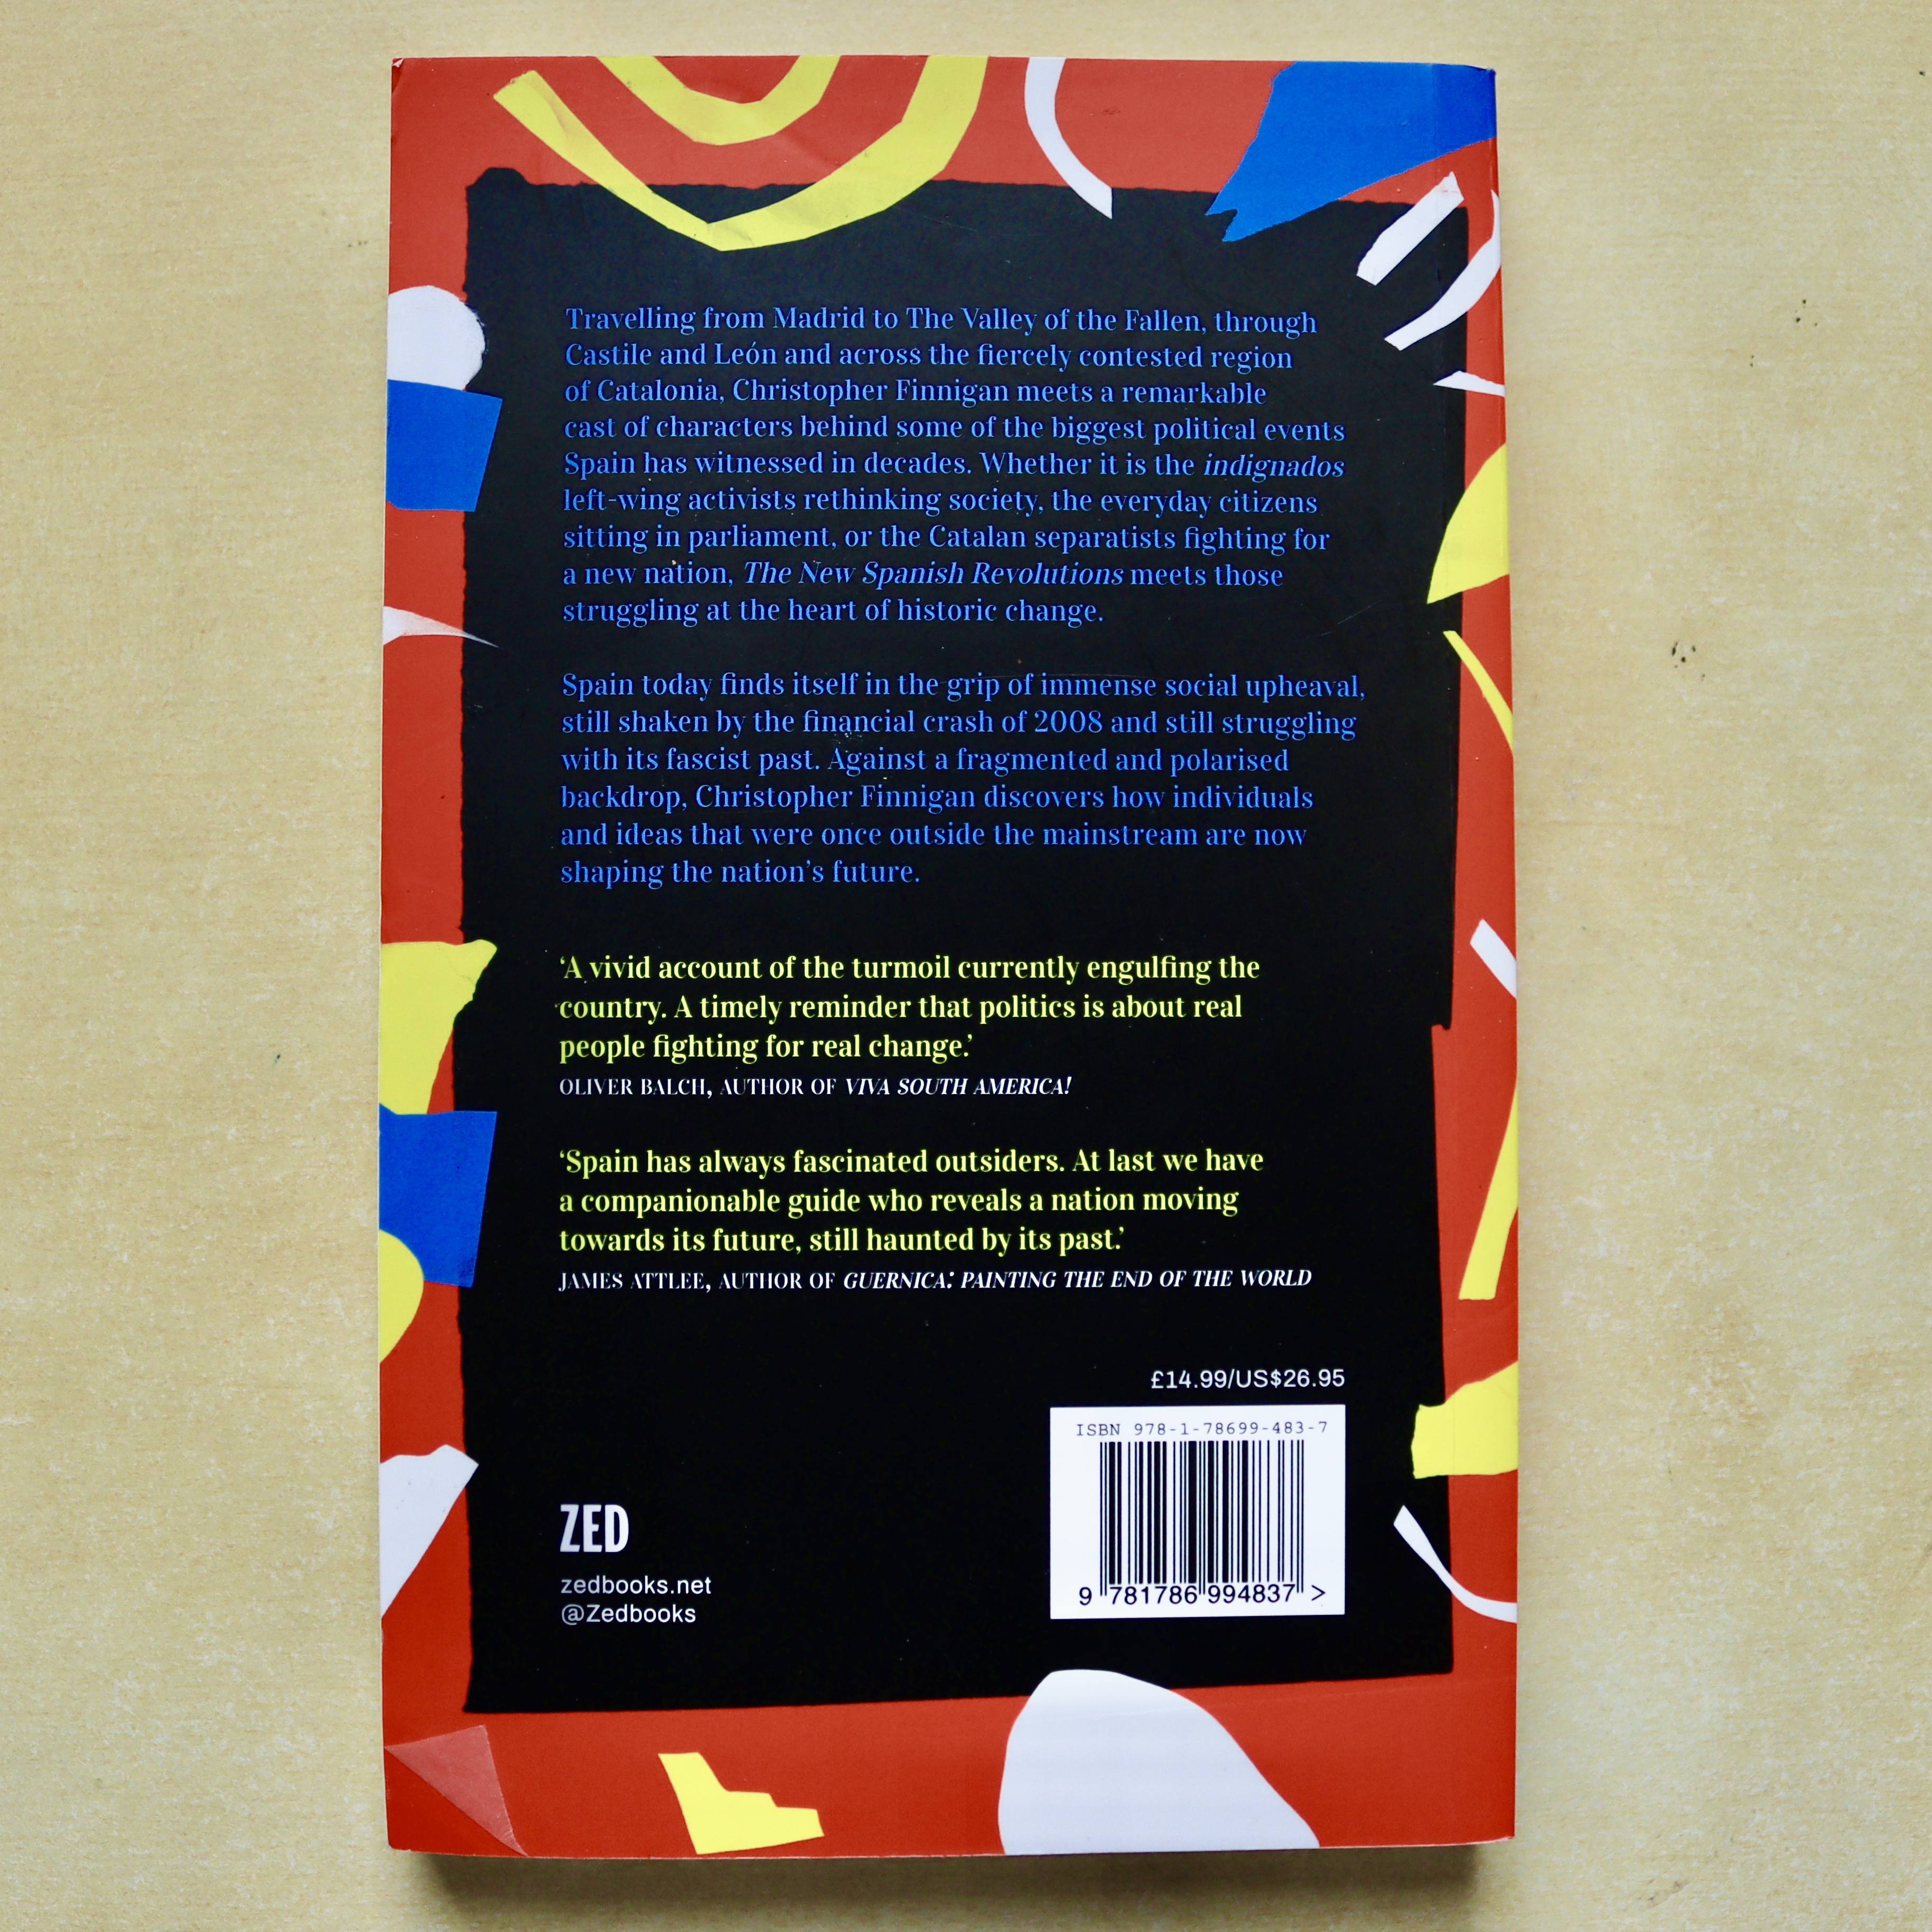 Travelling from Madrid to The Valley of the Fallen, through
Castile and León and across the fiercely contested region
of Catalonia, Christopher Finnigan meets a remarkable
cast of characters behind some of the biggest political events
Spain has witnessed in decades. Whether it is the indignados
left-wing activists rethinking society, the everyday citizens
sitting in parliament, or the Catalan separatists fighting for
a new nation, The New Spanish Revolutions meets those
struggling at the heart of historic change.
Spain today finds itself in the grip of immense social upheaval,
still shaken by the financial crash of 2008 and still struggling
with its fascist past. Against a fragmented and polarised
backdrop, Christopher Finnigan discovers how individuals
and ideas that were once outside the mainstream are now
shaping the nation’s future.
‘A vivid account of the turmoil currently engulfing the
country. A timely reminder that politics is about real
people fighting for real change.’
OLIVER BALCH, AUTHOR OF VIVA SOUTH AMERICA!
‘Spain has always fascinated outsiders. At last we have
a companionable guide who reveals a nation moving
towards its future, still haunted by its past.’
JAMES ATTLEE, AUTHOR OF GUERNICA: PAINTING THE END OF THE WORLD
£14.99/US$26.95
ISBN 978-1-78699-483-7
9 781786 994837 >
ZED
zedbooks.net
@Zedbooks